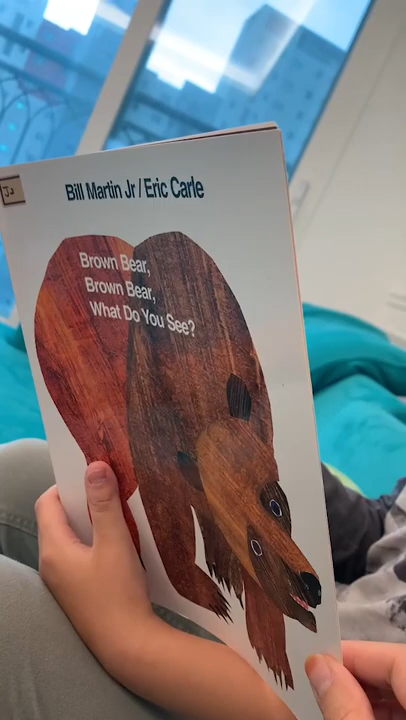 Bill Martin Jr / Eric Carle
Brown Bear,
Brown Bear,
What Do You See?